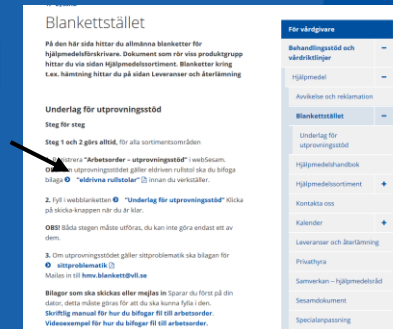 Blankettstället
På den här sida hittar du allmänna blanketter för
hjälpmedelsförskrivare. Dokument som rör viss produktgrupp
hittar du via sidan Hjälpmedelssortiment. Blanketter kring
t.ex. hämtning hittar du på sidan Leveranser och återlämning
Underlag för utprovningsstöd
Steg för steg
Steg 1 och 2 görs alltid, för alla sortimentsområden
registrera "Arbetsorder – utprovningsstöd" i webSesam.
utprovningsstödet gäller eldriven rullstol ska du bifoga
bilaga "eldrivna rullstolar" innan du verkställer.
2. Fyll i webblanketten "Underlag för utprovningsstöd" Klicka
på skicka-knappen när du är klar.
OBS! Båda stegen måste utföras, du kan inte göra endast ett av
dem.
3. Om utprovningsstödet gäller sittproblematik ska bilagan för
sittproblematik
Mailas in till hmv.blankett@vll.se
Bilagor som ska skickas eller mejlas in Sparar du först på din
dator, detta måste göras för att du ska kunna fylla i den.
Skriftlig manual för hur du bifogar fil till arbetsorder.
Videoexempel för hur du bifogar fil till arbetsorder.
För vårdgivare
Behandlingsstöd och
vårdriktlinjer
Hjälpmedel
Avvikelse och reklamation
Blankettstället
Underlag för
utprovningsstöd
Hjälpmedelshandbok
Hjälpmedelssortiment
Kontakta oss
Kalender
Leveranser och återlämning
Privathyra
Samverkan – hjälpmedelsråd
Sesamdokument
Specialanpassning